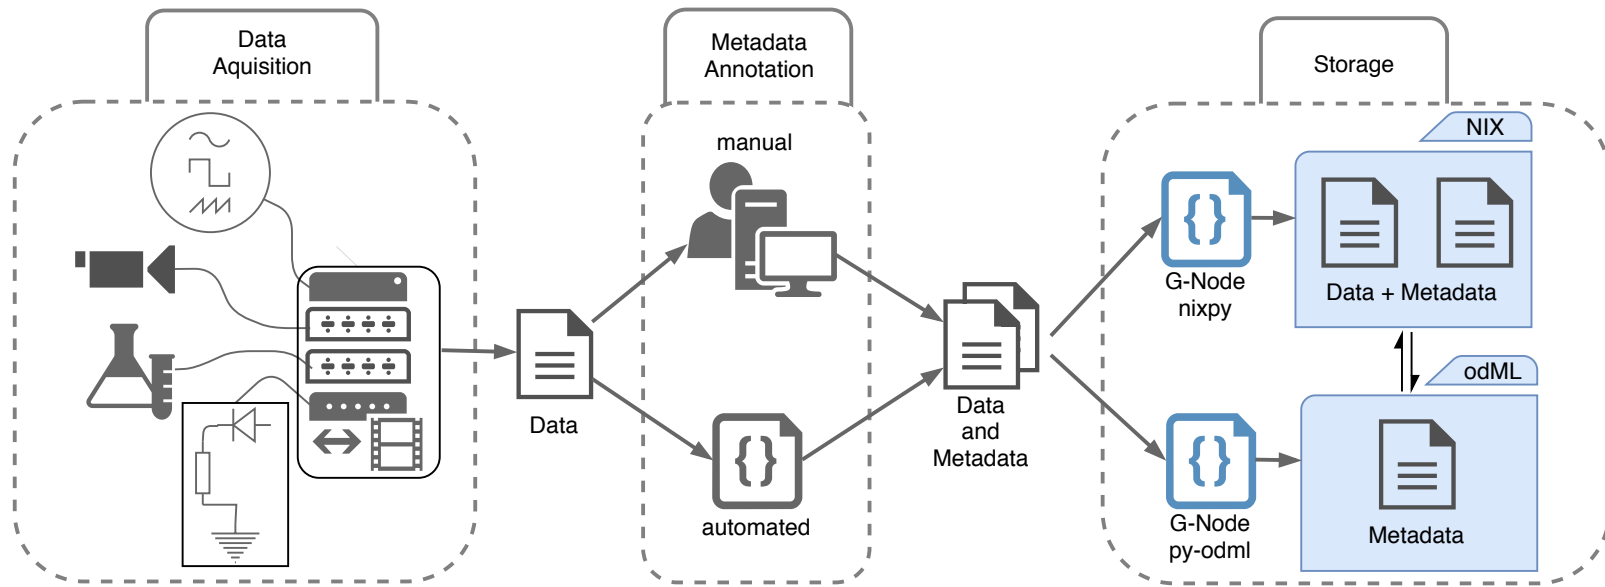 Data
Aquisition
Metadata
Annotation
Storage
manual
NIX
G-Node
nixpy
Data + Metadata
Data
odML
Data
and
Metadata
automated
G-Node
py-odml
Metadata